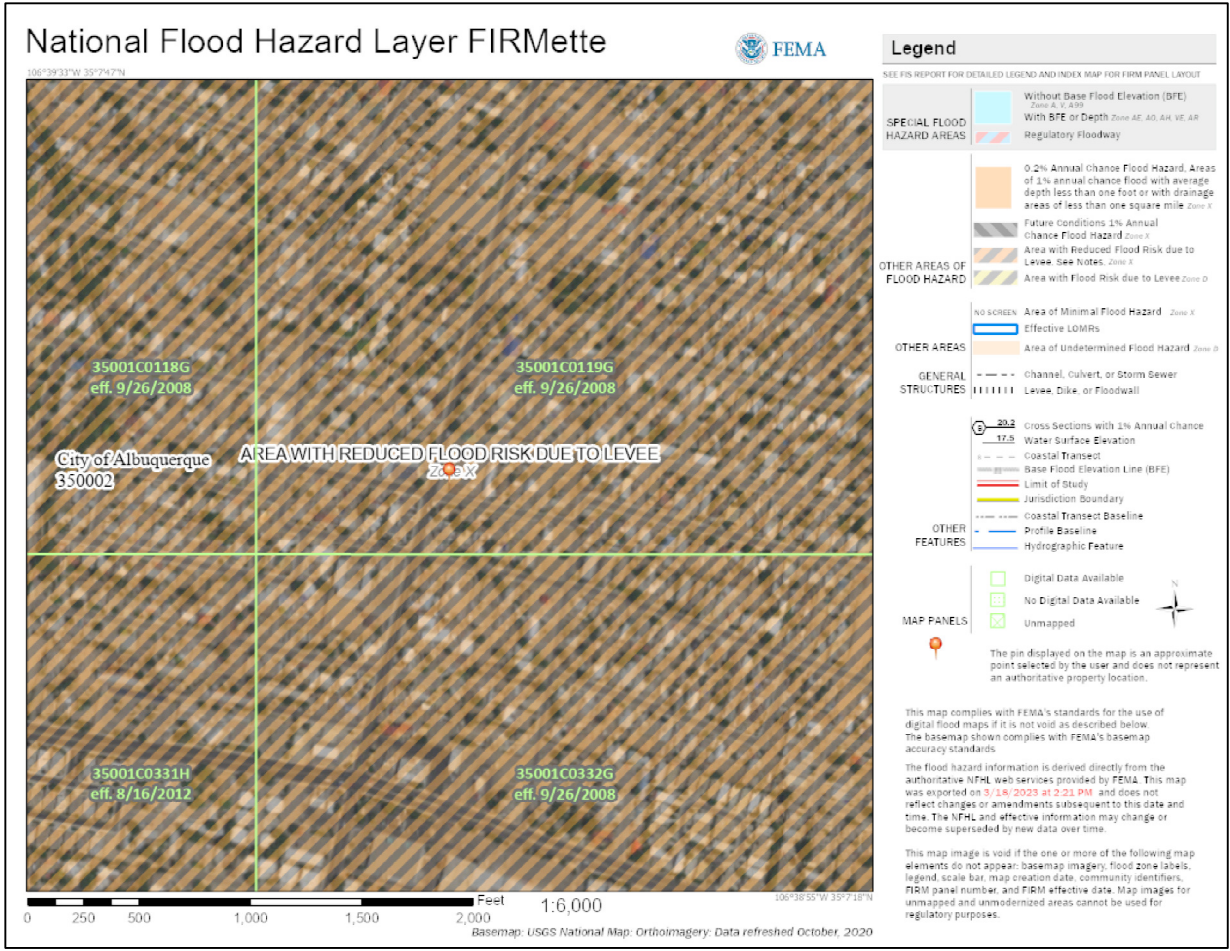 National Flood Hazard Layer FIRMette
FEMA
106°39'33"W 35°7'47"N
35001C0118G
eff. 9/26/2008
35001C0119G
eff. 9/26/2008
City of Albuquerque
350002
AREA WITH REDUCED FLOOD RISK DUE TO LEVEE
Zone X
35001C0331H
eff. 8/16/2012
35001C0332G
eff. 9/26/2008
0 250 500 1,000 1,500 2,000 Feet 1:6,000
106°38'55"W 35°7'18"N
Basemap: USGS National Map: Orthoimagery: Data refreshed October, 2020
Legend
SEE FIS REPORT FOR DETAILED LEGEND AND INDEX MAP FOR FIRM PANEL LAYOUT
SPECIAL FLOOD
HAZARD AREAS
Without Base Flood Elevation (BFE)
Zone A, V, A99
With BFE or Depth Zone AE, AO, AH, VE, AR
Regulatory Floodway
0.2% Annual Chance Flood Hazard, Areas
of 1% annual chance flood with average
depth less than one foot or with drainage
areas of less than one square mile Zone X
Future Conditions 1% Annual
Chance Flood Hazard Zone X
Area with Reduced Flood Risk due to
Levee. See Notes. Zone X
Area with Flood Risk due to Levee Zone D
OTHER AREAS OF
FLOOD HAZARD
NO SCREEN Area of Minimal Flood Hazard Zone X
Effective LOMRs
OTHER AREAS
Area of Undetermined Flood Hazard Zone D
GENERAL
STRUCTURES
Channel, Culvert, or Storm Sewer
Levee, Dike, or Floodwall
20.2 Cross Sections with 1% Annual Chance
17.5 Water Surface Elevation
Coastal Transect
Base Flood Elevation Line (BFE)
Limit of Study
Jurisdiction Boundary
Coastal Transect Baseline
OTHER
FEATURES
Profile Baseline
Hydrographic Feature
Digital Data Available
No Digital Data Available
Unmapped
MAP PANELS
N
The pin displayed on the map is an approximate
point selected by the user and does not represent
an authoritative property location.
This map complies with FEMA's standards for the use of
digital flood maps if it is not void as described below.
The basemap shown complies with FEMA's basemap
accuracy standards
The flood hazard information is derived directly from the
authoritative NFHL web services provided by FEMA. This map
was exported on 3/18/2023 at 2:21 PM and does not
reflect changes or amendments subsequent to this date and
time. The NFHL and effective information may change or
become superseded by new data over time.
This map image is void if the one or more of the following map
elements do not appear: basemap imagery, flood zone labels,
legend, scale bar, map creation date, community identifiers,
FIRM panel number, and FIRM effective date. Map images for
unmapped and unmodernized areas cannot be used for
regulatory purposes.